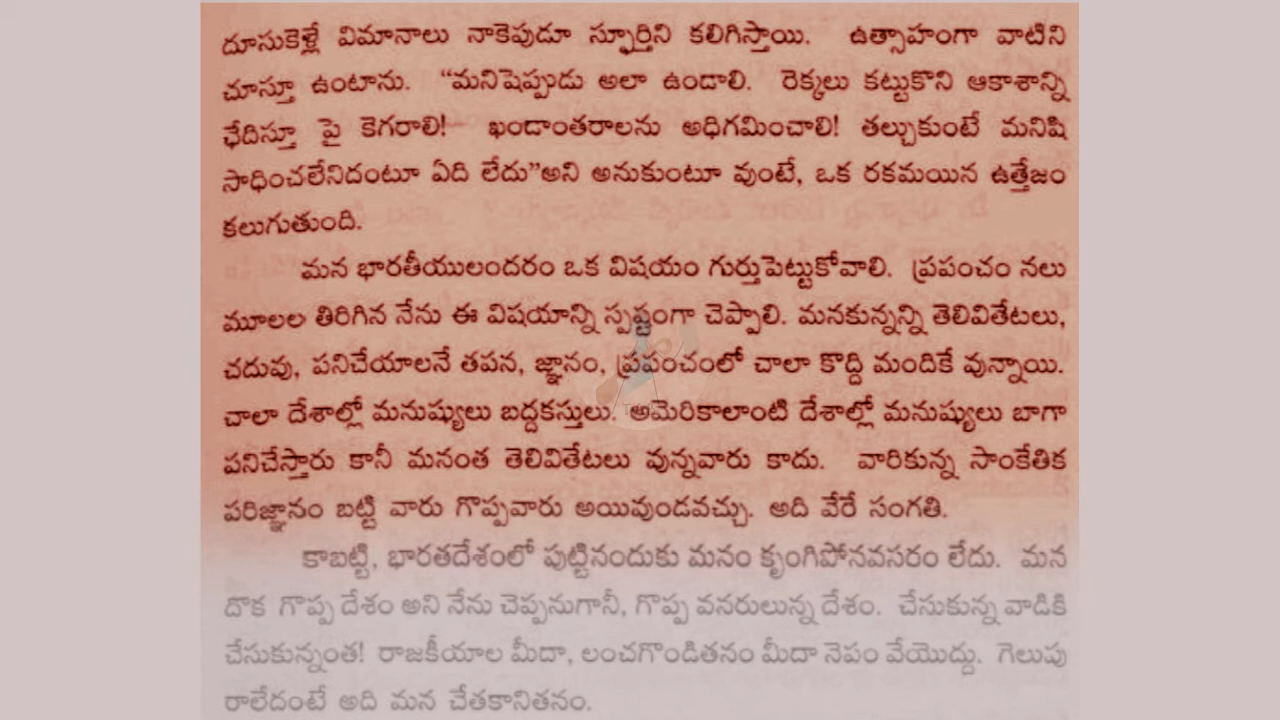 దూసుకెళ్లే విమానాలు నాకెపుడూ స్ఫూర్తిని కలిగిస్తాయి. ఉత్సాహంగా వాటిని
చూస్తూ ఉంటాను. “మనిషెప్పుడు అలా ఉండాలి. రెక్కలు కట్టుకొని ఆకాశాన్ని
ఛేదిస్తూ పై కెగరాలి! ఖండాంతరాలను అధిగమించాలి! తల్చుకుంటే మనిషి
సాధించలేనిదంటూ ఏది లేదు”అని అనుకుంటూ వుంటే, ఒక రకమయిన ఉత్తేజం
కలుగుతుంది.
మన భారతీయులందరం ఒక విషయం గుర్తుపెట్టుకోవాలి. ప్రపంచం నలు
మూలల తిరిగిన నేను ఈ విషయాన్ని స్పష్టంగా చెప్పాలి. మనకున్నన్ని తెలివితేటలు,
చదువు, పనిచేయాలనే తపన, జ్ఞానం, ప్రపంచంలో చాలా కొద్ది మందికే వున్నాయి.
చాలా దేశాల్లో మనుష్యులు బద్దకస్తులు. అమెరికాలాంటి దేశాల్లో మనుష్యులు బాగా
పనిచేస్తారు కానీ మనంత తెలివితేటలు వున్నవారు కాదు. వారికున్న సాంకేతిక
పరిజ్ఞానం బట్టి వారు గొప్పవారు అయివుండవచ్చు. అది వేరే సంగతి.
కాబట్టి, భారతదేశంలో పుట్టినందుకు మనం కృంగిపోనవసరం లేదు. మన
దొక గొప్ప దేశం అని నేను చెప్పనుగానీ, గొప్ప వనరులున్న దేశం. చేసుకున్న వాడికి
చేసుకున్నంత! రాజకీయాల మీదా, లంచగొండితనం మీదా నెపం వేయొద్దు. గెలుపు
రాలేదంటే అది మన చేతకానితనం.